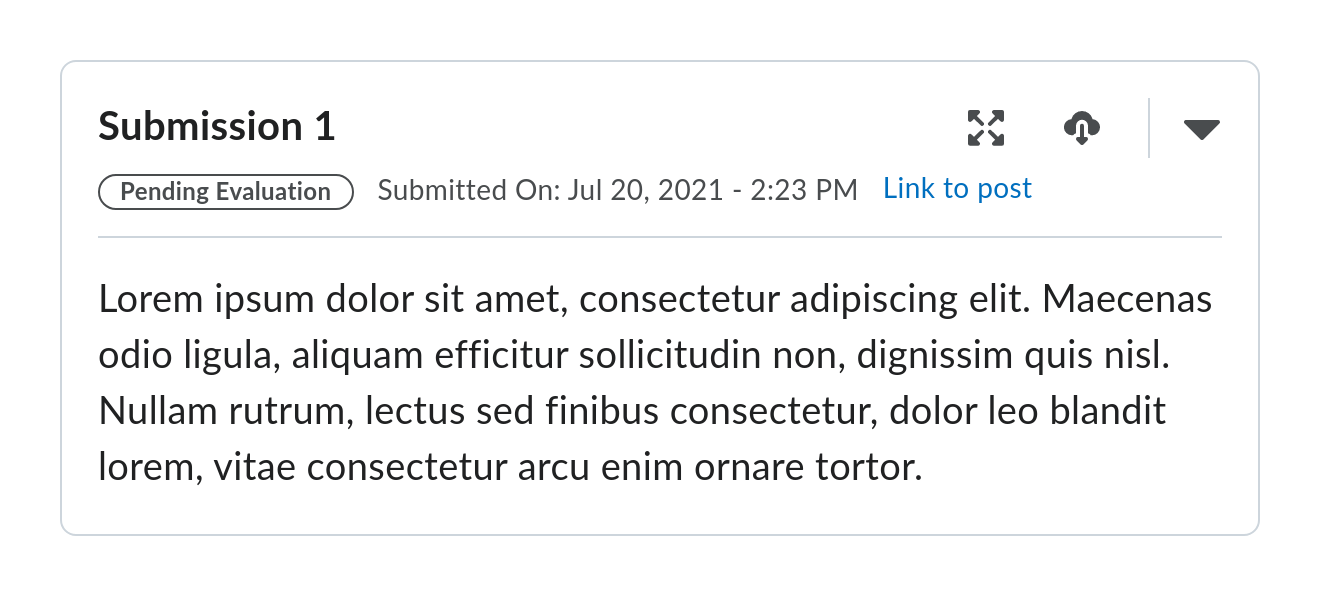 Submission 1
Pending Evaluation Submitted On: Jul 20, 2021 - 2:23 PM Link to post
Lorem ipsum dolor sit amet, consectetur adipiscing elit. Maecenas
odio ligula, aliquam efficitur sollicitudin non, dignissim quis nisl.
Nullam rutrum, lectus sed finibus consectetur, dolor leo blandit
lorem, vitae consectetur arcu enim ornare tortor.